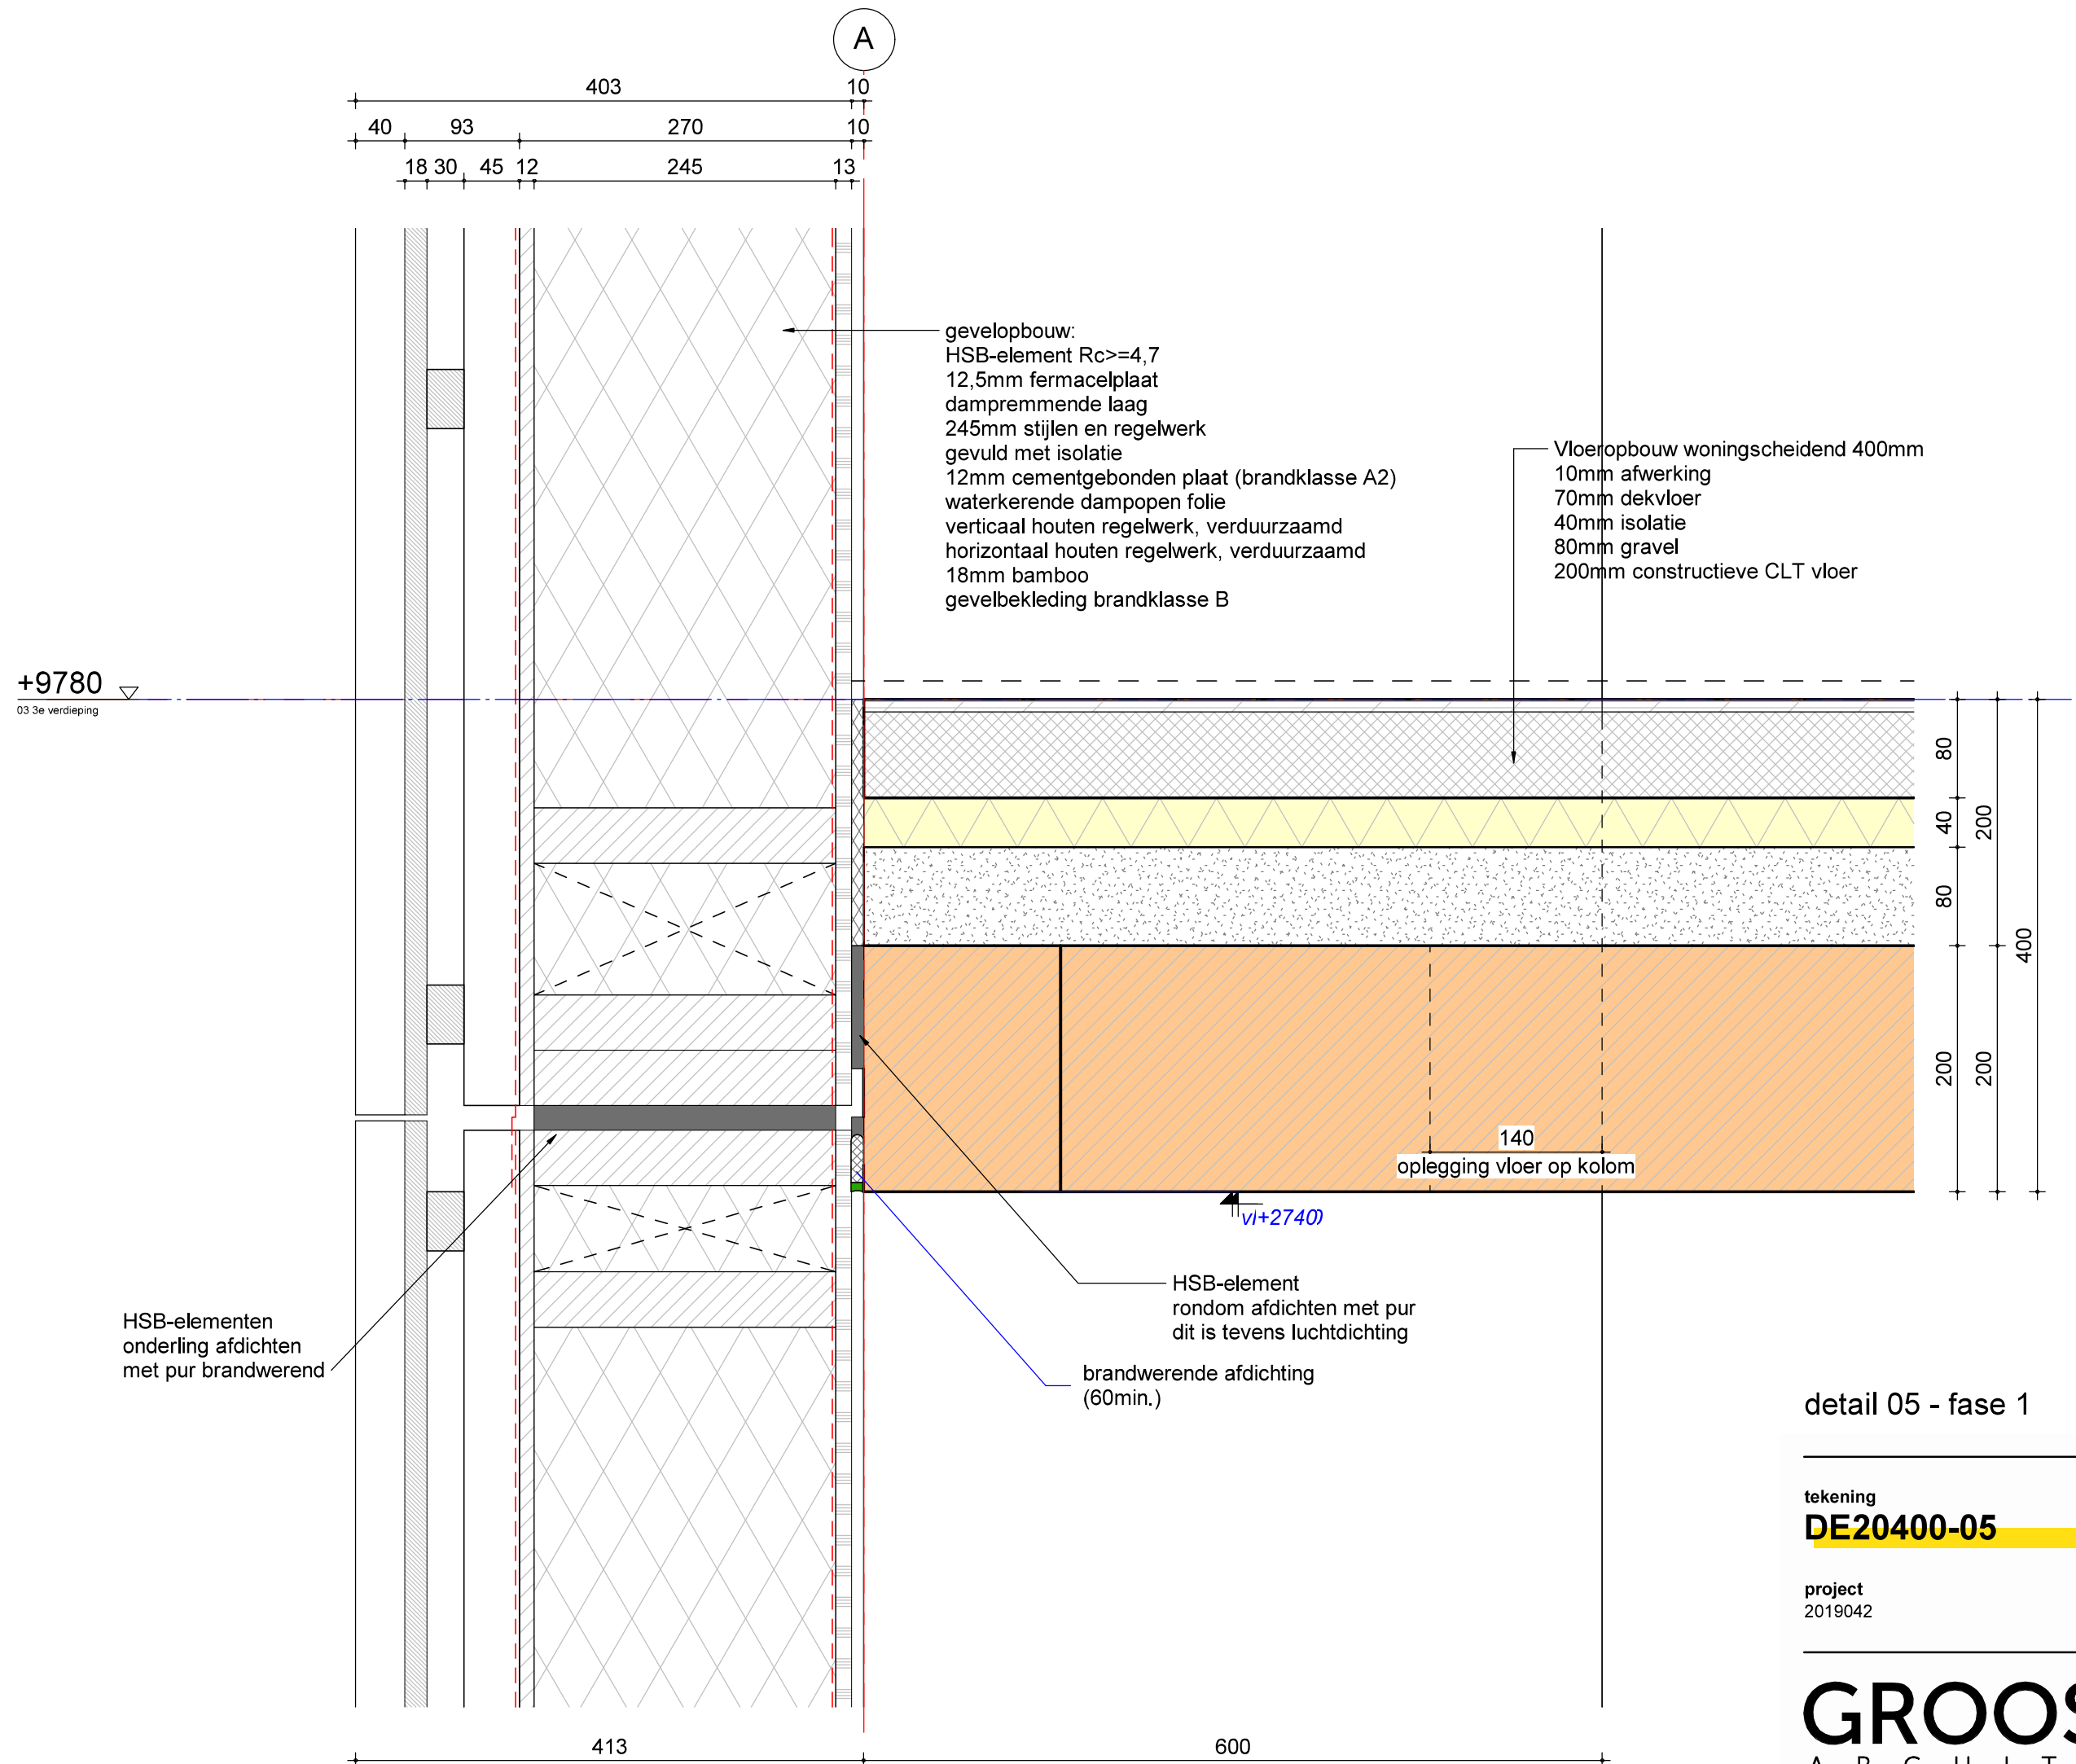 A
403 10
40 93 270 10
18 30 45 12 245 13
gevelopbouw:
HSB-element Rc>=4,7
12,5mm fermacelplaat
dampremmende laag
245mm stijlen en regelwerk
gevuld met isolatie
12mm cementgebonden plaat (brandklasse A2)
waterkerende dampopen folie
verticaal houten regelwerk, verduurzaamd
horizontaal houten regelwerk, verduurzaamd
18mm bamboo
gevelbekleding brandklasse B
Vloeropbouw woningscheidend 400mm
10mm afwerking
70mm dekvloer
40mm isolatie
80mm gravel
200mm constructieve CLT vloer
+9780
03 3e verdieping
80
40
200
80
400
200
200
140
oplegging vloer op kolom
vl+2740
HSB-element
rondom afdichten met pur
dit is tevens luchtdichting
HSB-elementen
onderling afdichten
met pur brandwerend
brandwerende afdichting
(60min.)
detail 05 - fase 1
tekening
DE20400-05
project
2019042
GROOS
A R C H I T
413 600